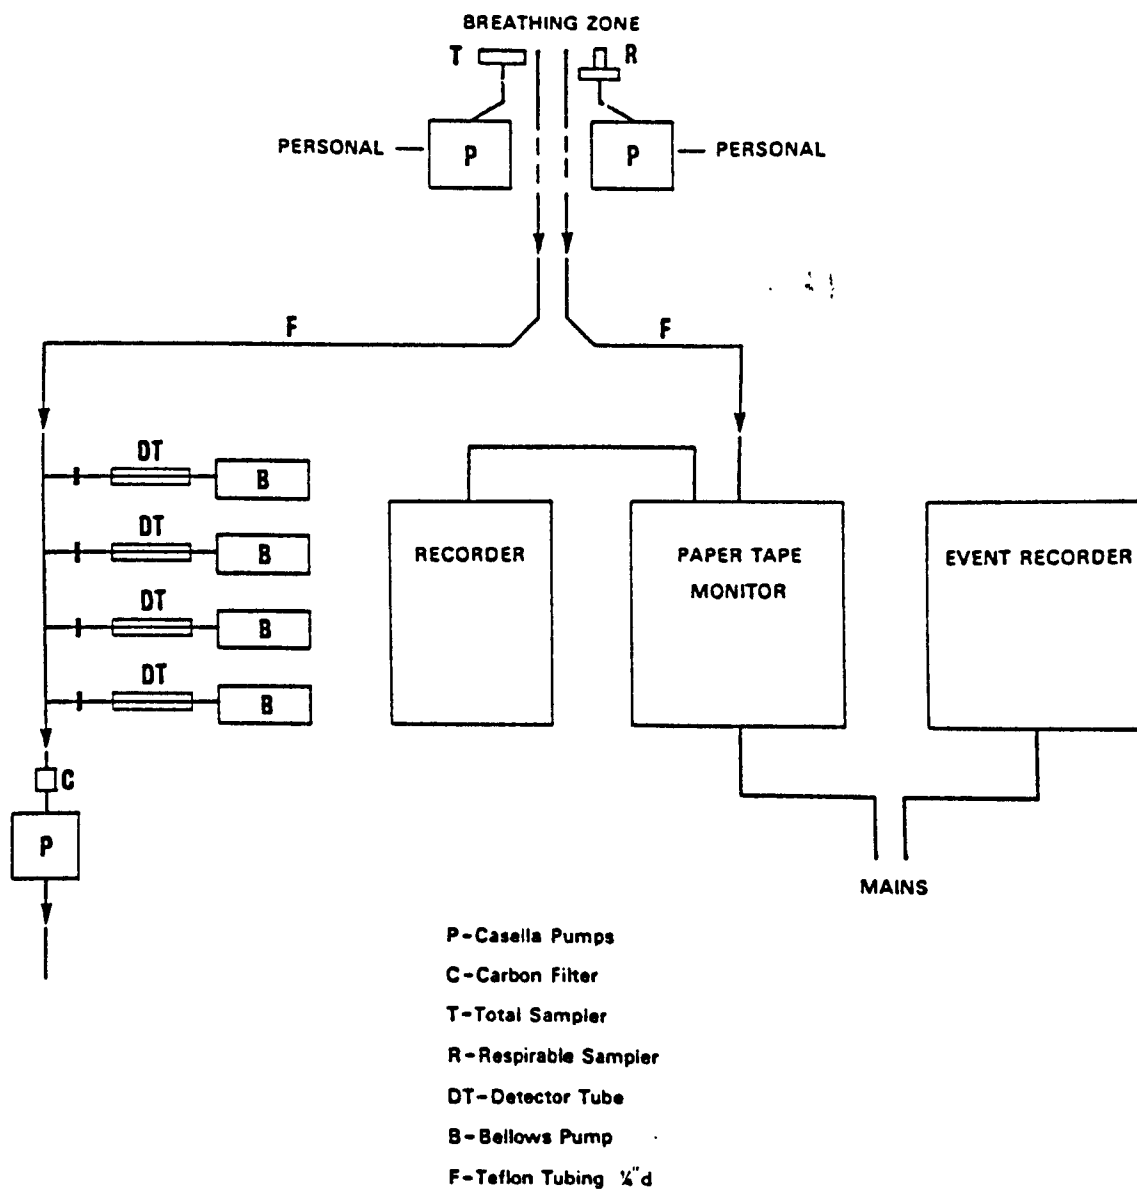 BREATHING ZONE
T
R
PERSONAL
P
P
PERSONAL
F
F
DT
B
DT
B
DT
B
DT
B
RECORDER
PAPER TAPE
MONITOR
EVENT RECORDER
C
P
MAINS
P-Casella Pumps
C-Carbon Filter
T-Total Sampler
R-Respirable Sampler
DT-Detector Tube
B-Bellows Pump
F-Teflon Tubing ¼"d